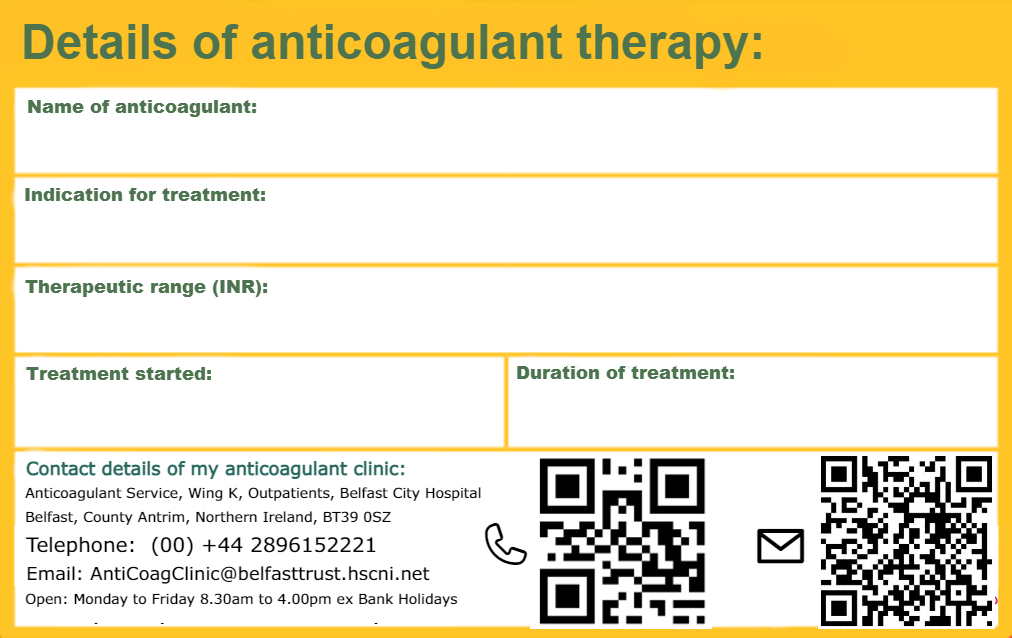 Details of anticoagulant therapy:
Name of anticoagulant:
Indication for treatment:
Therapeutic range (INR):
Treatment started:
Duration of treatment:
Contact details of my anticoagulant clinic:
Anticoagulant Service, Wing K, Outpatients, Belfast City Hospital
Belfast, County Antrim, Northern Ireland, BT39 0SZ
Telephone: (00) +44 2896152221
Email: AntiCoagClinic@belfasttrust.hscni.net
Open: Monday to Friday 8.30am to 4.00pm ex Bank Holidays